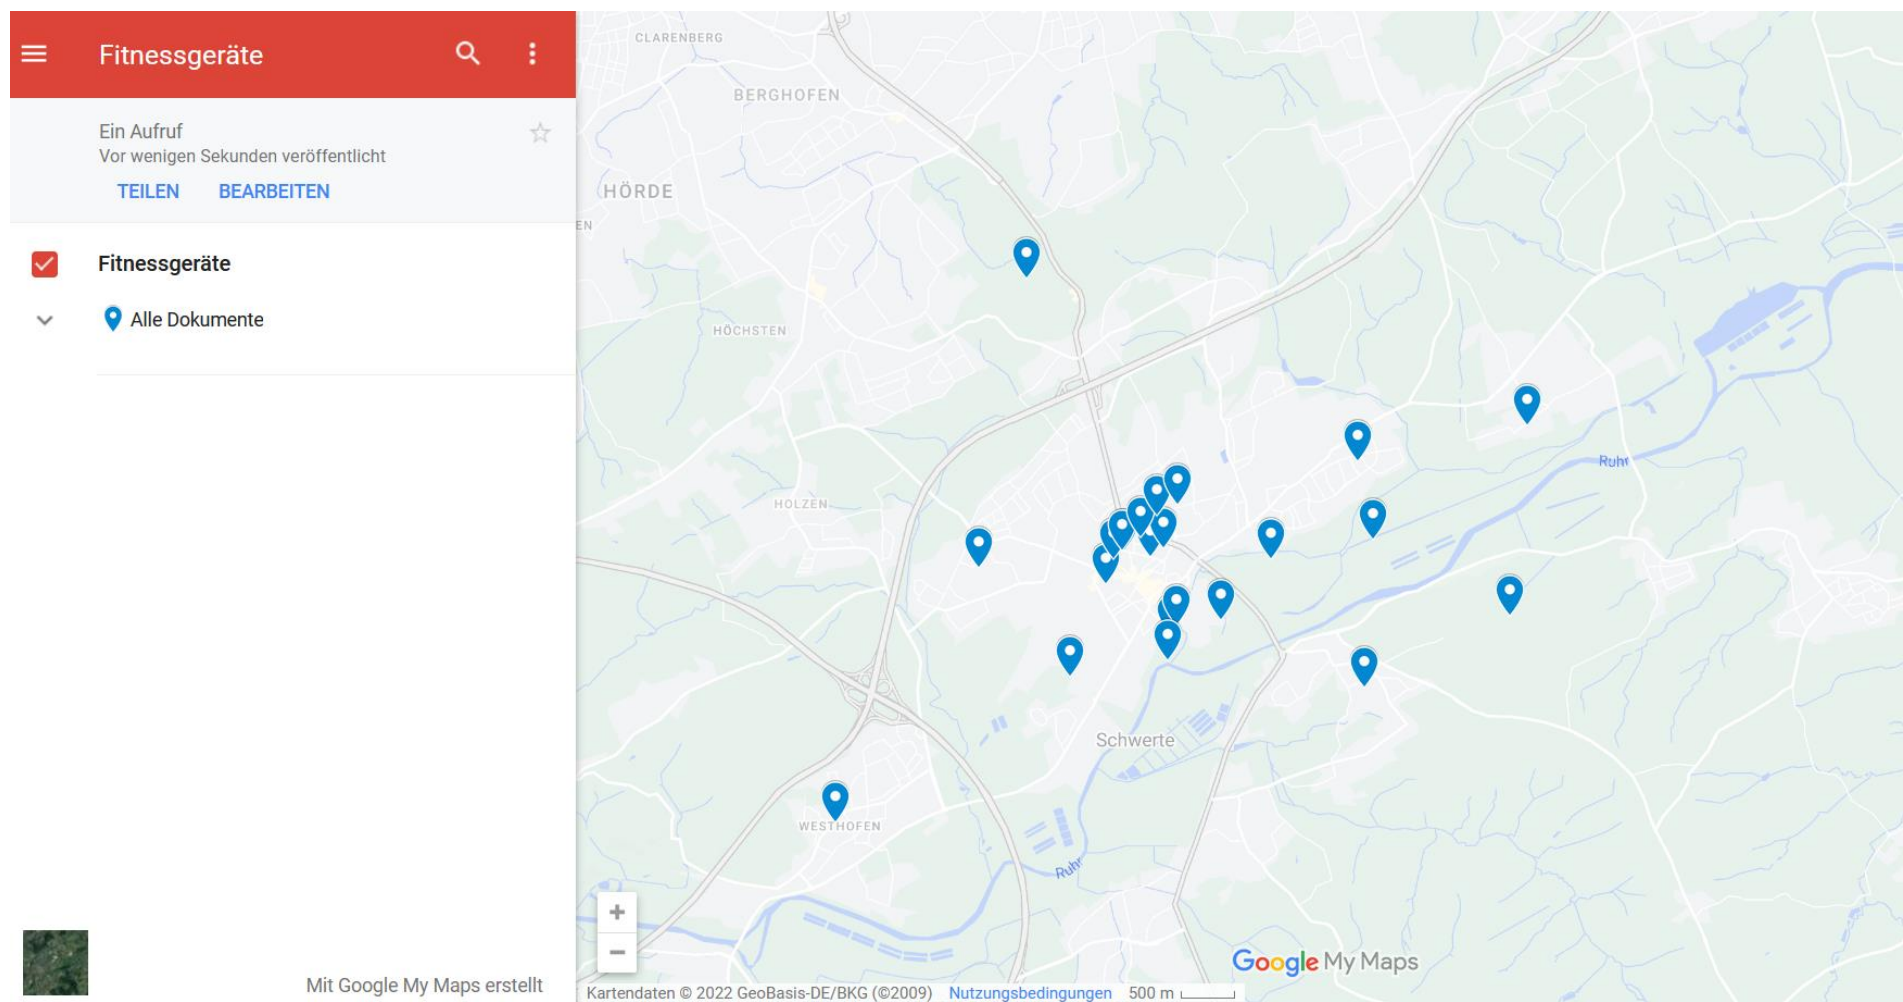 Fitnessgeräte
Ein Aufruf
Vor wenigen Sekunden veröffentlicht
TEILEN BEARBEITEN
Fitnessgeräte
Alle Dokumente
Mit Google My Maps erstellt
CLARENBERG
BERGHOFEN
HÖRDE
EN
HÖCHSTEN
Ruhr
HOLZEN
Schwerte
WESTHOFEN
Ruhr
+
−
Google My Maps
Kartendaten © 2022 GeoBasis-DE/BKG (©2009) Nutzungsbedingungen 500 m